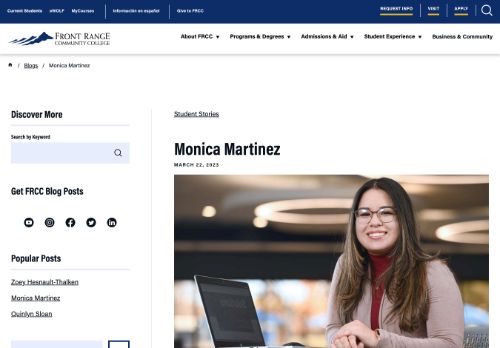 Current Students eWOLF MyCourses Información en español Give to FRCC REQUEST INFO VISIT APPLY
FRONT RANGE
COMMUNITY COLLEGE
About FRCC Programs & Degrees Admissions & Aid Student Experience Business & Community
/ Blogs / Monica Martinez
Discover More
Search by Keyword
Get FRCC Blog Posts
Popular Posts
Zoey Hesnault-Thalken
Monica Martinez
Quinlyn Sloan
Student Stories
Monica Martinez
MARCH 22, 2023